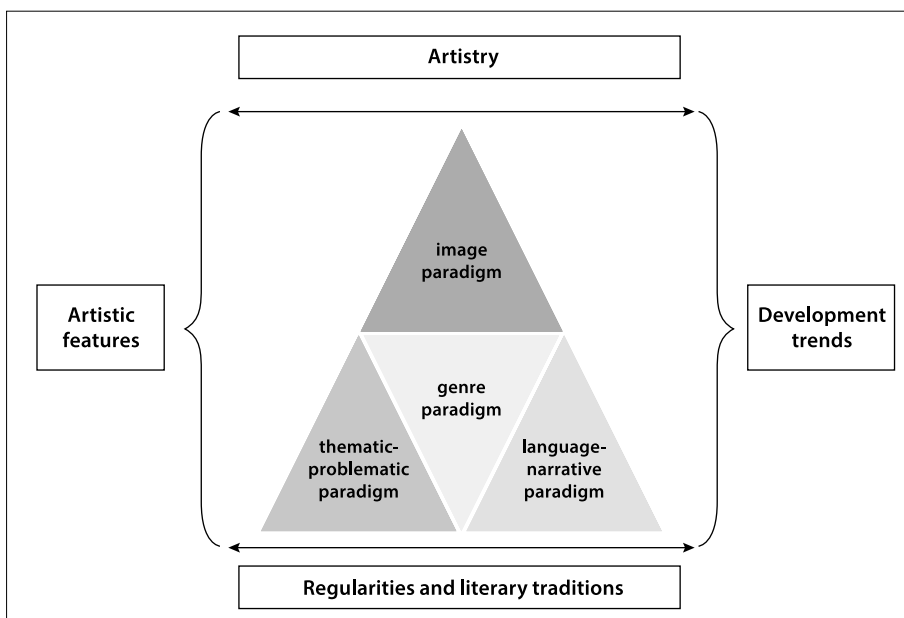 Artistry
image
paradigm
Artistic
features
Development
trends
genre
paradigm
thematic-
problematic
paradigm
language-
narrative
paradigm
Regularities and literary traditions